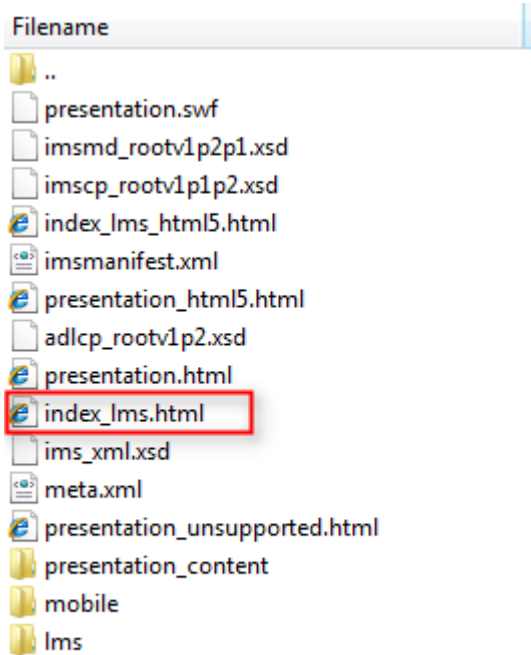 Filename
..
presentation.swf
imsmd_rootv1p2p1.xsd
imscp_rootv1p1p2.xsd
index_lms_html5.html
imsmanifest.xml
presentation_html5.html
adlcp_rootv1p2.xsd
presentation.html
index_lms.html
ims_xml.xsd
meta.xml
presentation_unsupported.html
presentation_content
mobile
lms